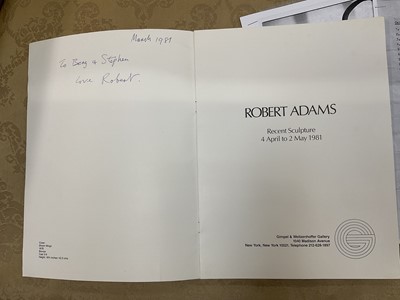 March 1981
To Beng & Stephen
love Robert.
ROBERT ADAMS
Recent Sculpture
4 April to 2 May 1981
Gimpel & Weitzenhoffer Gallery
1040 Madison Avenue
New York, New York 10021, Telephone 212-628-1897